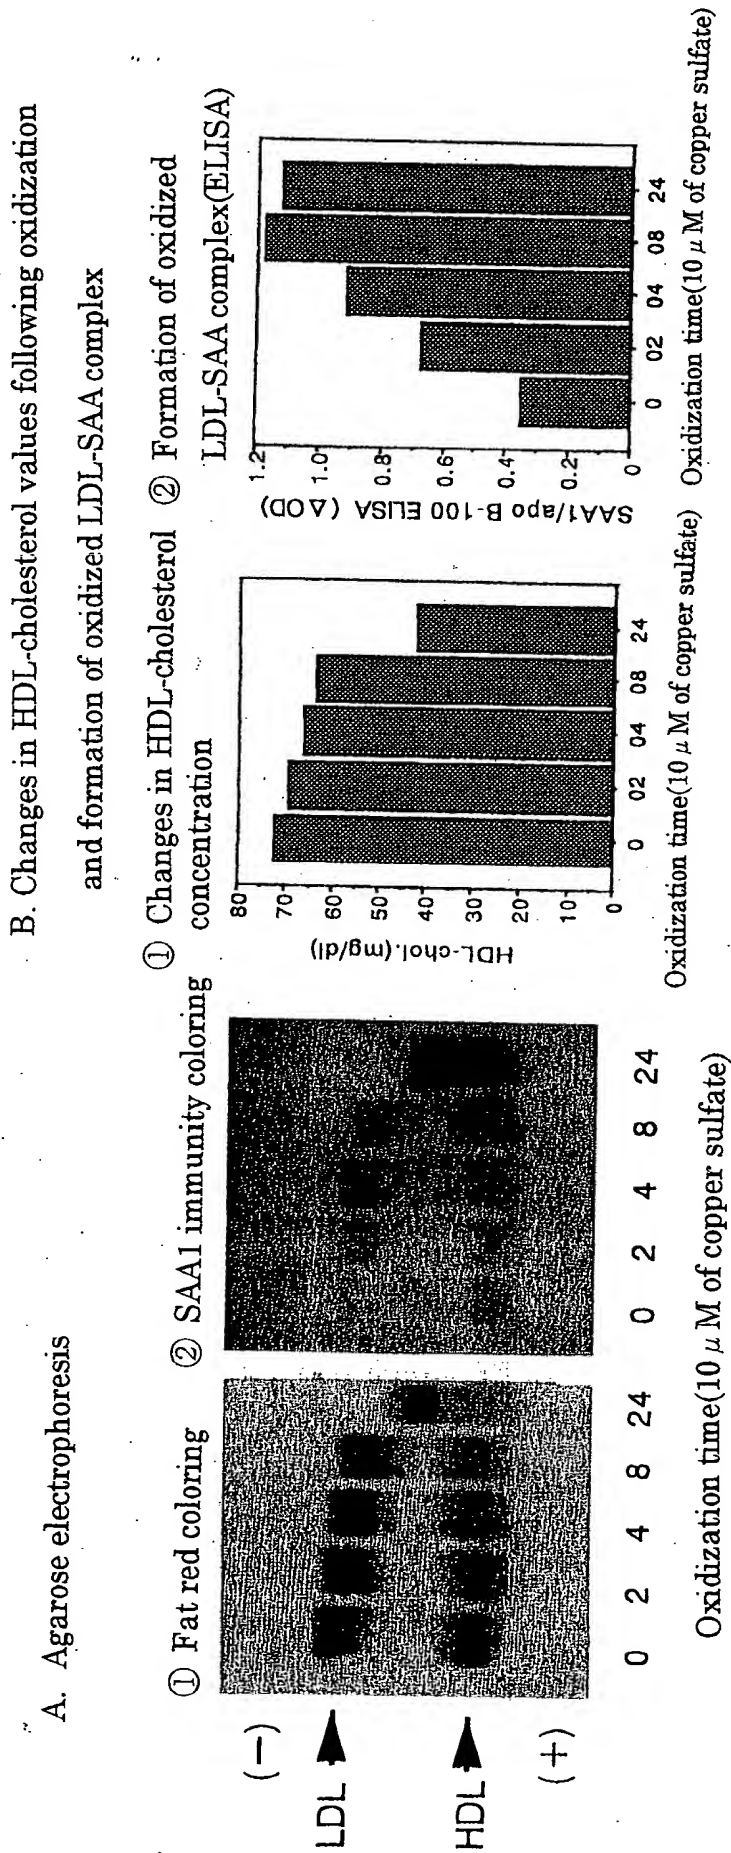 A. Agarose electrophoresis
① Fat red coloring
② SAA1 immunity coloring
(−)
LDL
HDL
(+)
0 2 4 8 24
0 2 4 8 24
Oxidization time(10 μ M of copper sulfate)
B. Changes in HDL-cholesterol values following oxidization
and formation of oxidized LDL-SAA complex
① Changes in HDL-cholesterol
concentration
HDL-chol.(mg/dl)
80
70
60
50
40
30
20
10
0
0 02 04 08 24
Oxidization time(10 μ M of copper sulfate)
② Formation of oxidized
LDL-SAA complex(ELISA)
SAA1/apo B-100 ELISA (ΔOD)
1.2
1.0
0.8
0.6
0.4
0.2
0
0 02 04 08 24
Oxidization time(10 μ M of copper sulfate)